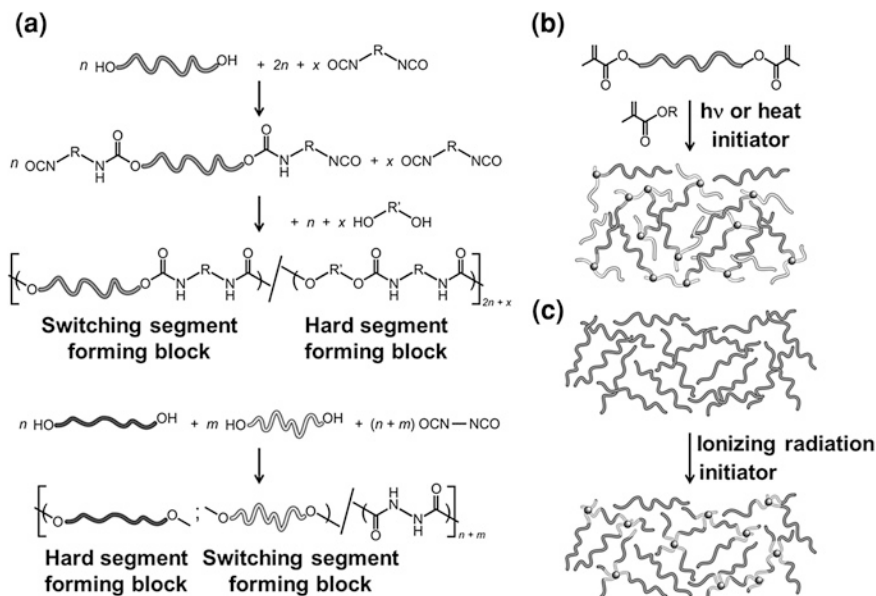 (a)
n HO OH + 2n + x OCN R NCO
n OCN R N H O O O O N H R NCO + x OCN R NCO
+ n + x HO R' OH
O O O N H R N H O / O R' O O N H R N H O 2n + x
Switching segment
forming block
Hard segment
forming block
n HO OH + m HO OH + (n + m) OCN — NCO
O O ; O O / O H N N H O n + m
Hard segment
forming block
Switching segment
forming block
(b)
O O O O
OR O
hν or heat
initiator
(c)
Ionizing radiation
initiator